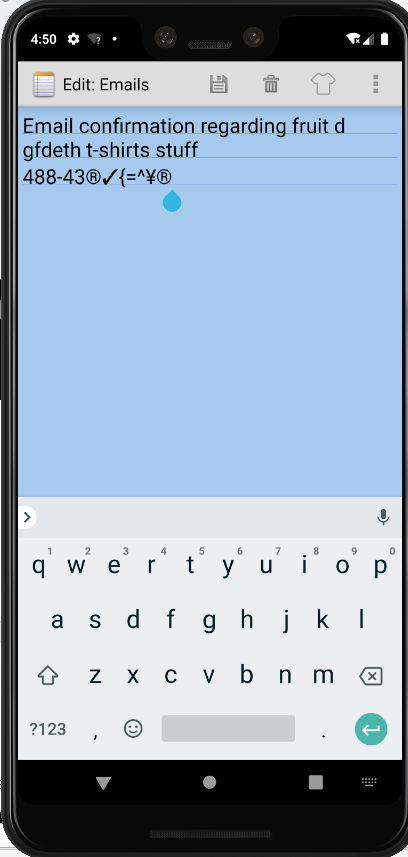 4:50
Edit: Emails
Email confirmation regarding fruit d
gfdeth t-shirts stuff
488-43®✓{=^¥®
1 2 3 4 5 6 7 8 9 0
q w e r t y u i o p
a s d f g h j k l
z x c v b n m
?123 , .